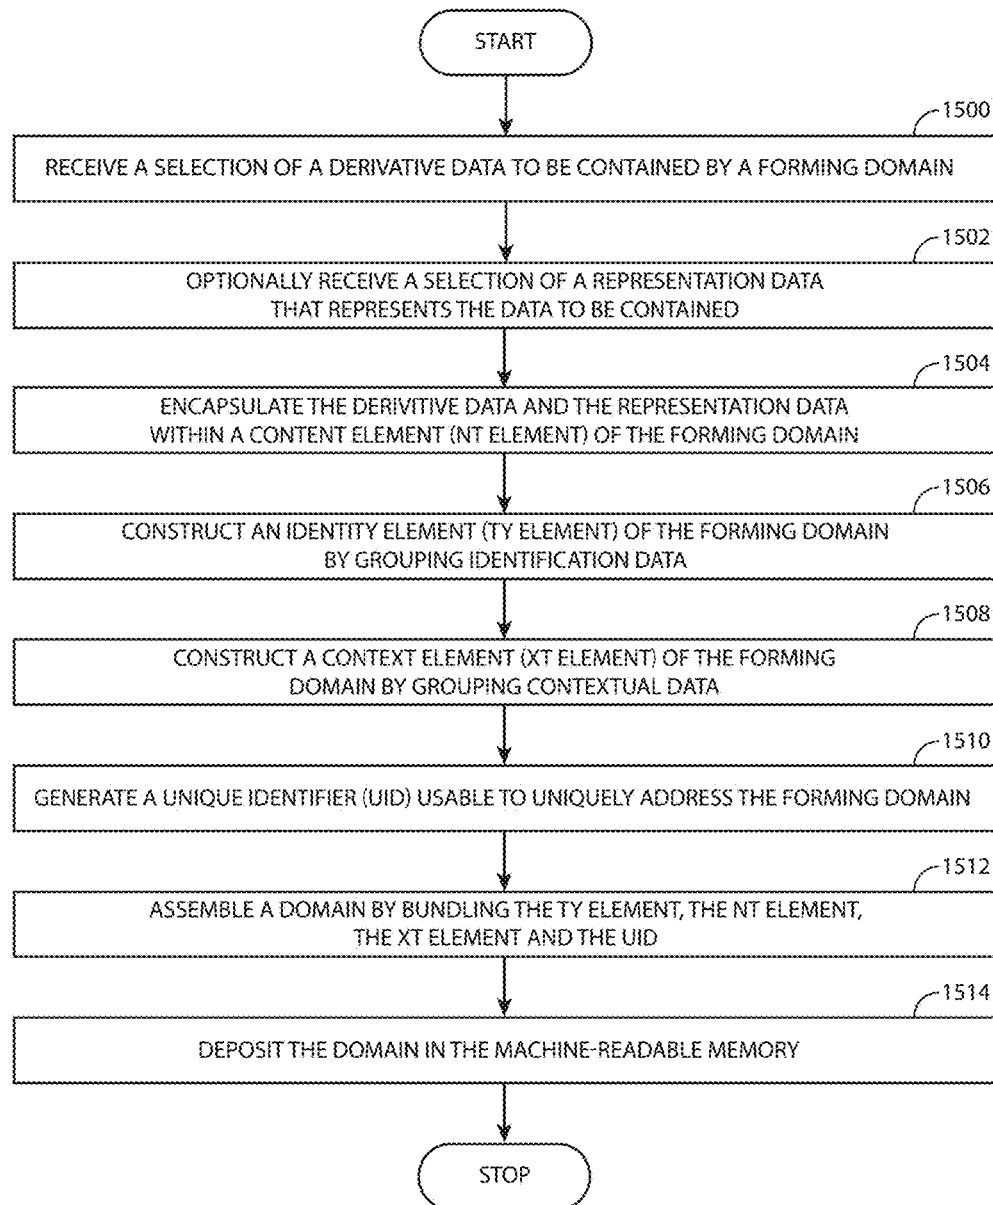 START
1500
RECEIVE A SELECTION OF A DERIVATIVE DATA TO BE CONTAINED BY A FORMING DOMAIN
1502
OPTIONALLY RECEIVE A SELECTION OF A REPRESENTATION DATA
THAT REPRESENTS THE DATA TO BE CONTAINED
1504
ENCAPSULATE THE DERIVITIVE DATA AND THE REPRESENTATION DATA
WITHIN A CONTENT ELEMENT (NT ELEMENT) OF THE FORMING DOMAIN
1506
CONSTRUCT AN IDENTITY ELEMENT (TY ELEMENT) OF THE FORMING DOMAIN
BY GROUPING IDENTIFICATION DATA
1508
CONSTRUCT A CONTEXT ELEMENT (XT ELEMENT) OF THE FORMING
DOMAIN BY GROUPING CONTEXTUAL DATA
1510
GENERATE A UNIQUE IDENTIFIER (UID) USABLE TO UNIQUELY ADDRESS THE FORMING DOMAIN
1512
ASSEMBLE A DOMAIN BY BUNDLING THE TY ELEMENT, THE NT ELEMENT,
THE XT ELEMENT AND THE UID
1514
DEPOSIT THE DOMAIN IN THE MACHINE-READABLE MEMORY
STOP